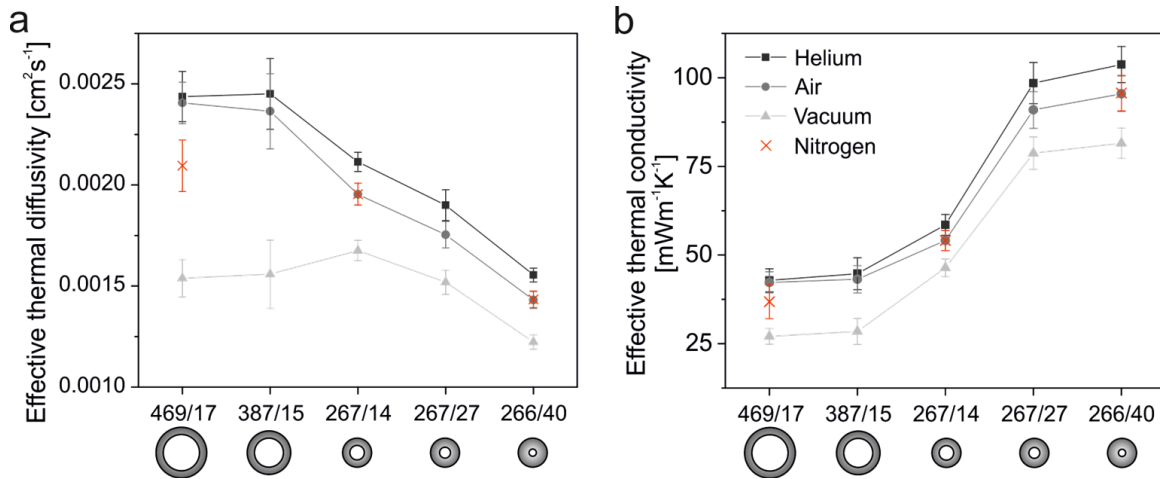 a
Effective thermal diffusivity [cm²s⁻¹]
0.0025
0.0020
0.0015
0.0010
469/17 387/15 267/14 267/27 266/40
b
Effective thermal conductivity
[mWm⁻¹K⁻¹]
100
75
50
25
Helium
Air
Vacuum
Nitrogen
469/17 387/15 267/14 267/27 266/40